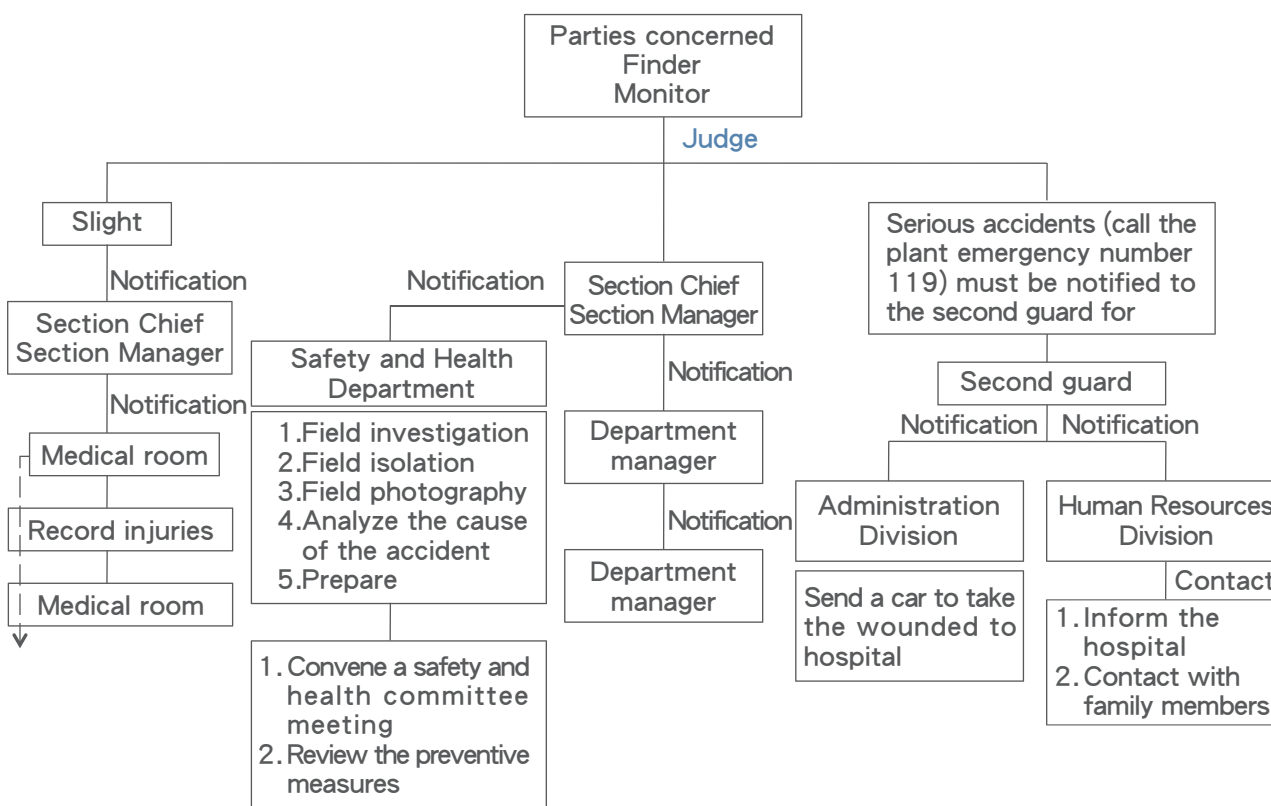 Parties concerned
Finder
Monitor
Judge
Slight
Notification
Section Chief
Section Manager
Notification
Medical room
Record injuries
Medical room
Notification
Safety and Health
Department
1.Field investigation
2.Field isolation
3.Field photography
4.Analyze the cause
of the accident
5.Prepare
1. Convene a safety and
health committee
meeting
2. Review the preventive
measures
Section Chief
Section Manager
Notification
Department
manager
Notification
Department
manager
Serious accidents (call the
plant emergency number
119) must be notified to
the second guard for
Second guard
Notification
Notification
Administration
Division
Send a car to take
the wounded to
hospital
Human Resources
Division
Contact
1. Inform the
hospital
2. Contact with
family members